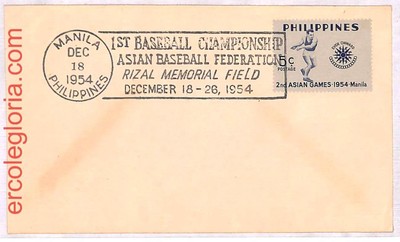 MANILA
DEC
18
1954
PHILIPPINES
1ST BASEBALL CHAMPIONSHIP
ASIAN BASEBALL FEDERATION
RIZAL MEMORIAL FIELD
DECEMBER 18-26, 1954
PHILIPPINES
5c
POSTAGE
2nd ASIAN GAMES·1954·Manila
ercolegloria.com